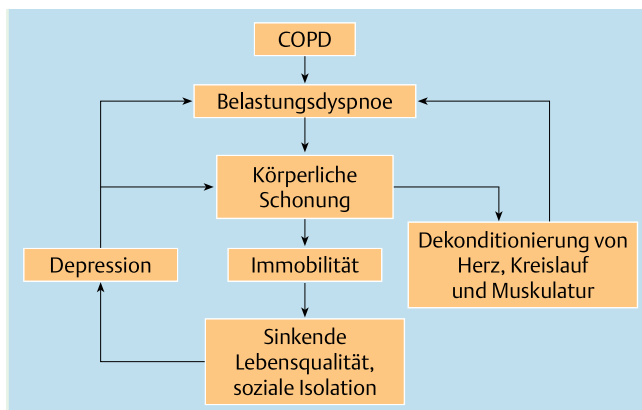 COPD
Belastungsdyspnoe
Körperliche
Schonung
Depression
Immobilität
Dekonditionierung von
Herz, Kreislauf
und Muskulatur
Sinkende
Lebensqualität,
soziale Isolation